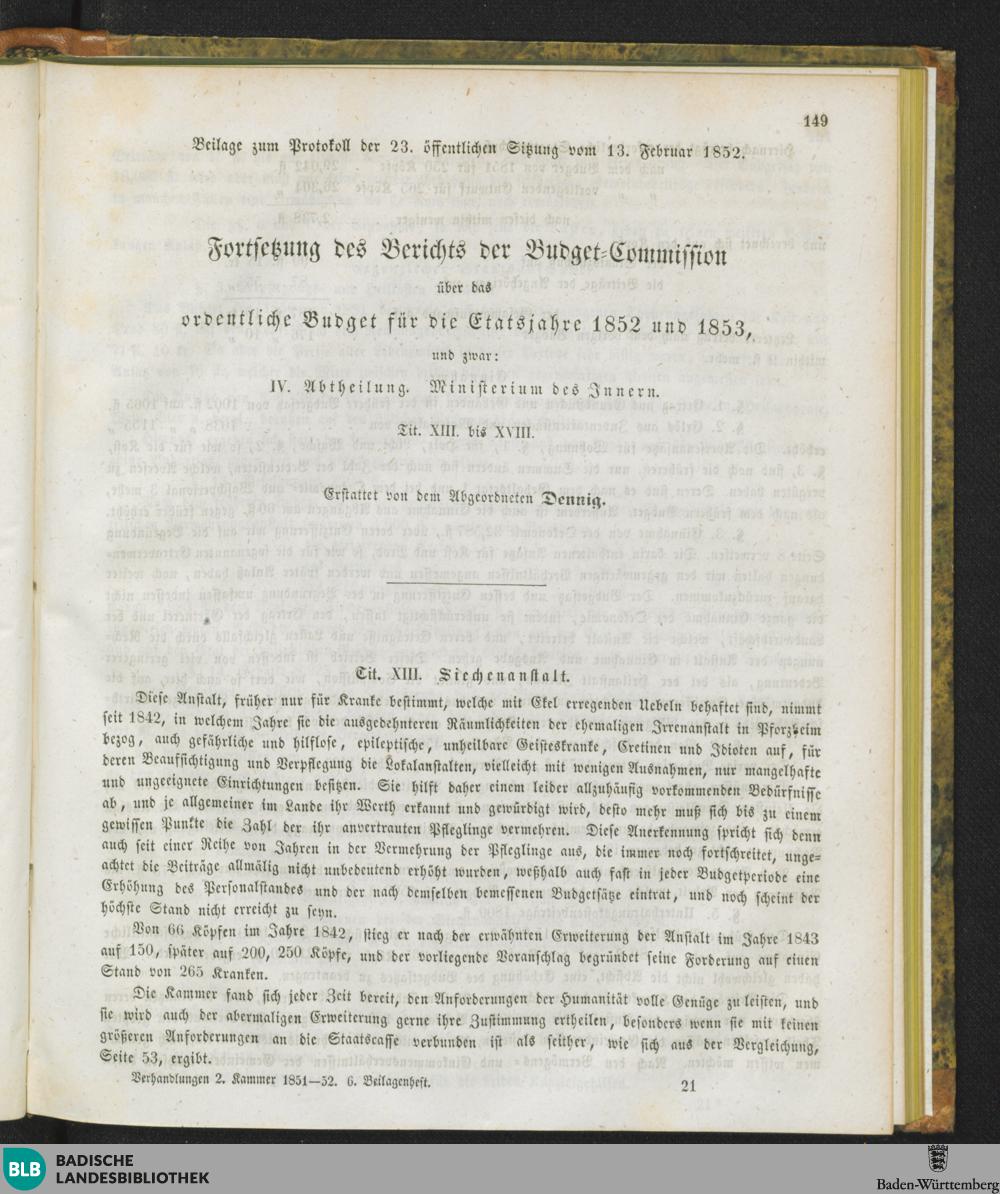 149
Beilage zum Protokoll der 23. öffentlichen Sitzung vom 13. Februar 1852.
Fortsetzung des Berichts der Budget-Commission
über das
ordentliche Budget für die Etatsjahre 1852 und 1853,
und zwar:
IV. Abtheilung. Ministerium des Innern.
Tit. XIII. bis XVIII.
Erstattet von dem Abgeordneten Dennig.
Tit. XIII. Siechenanstalt.
Diese Anstalt, früher nur für Kranke bestimmt, welche mit Ekel erregenden Uebeln behaftet sind, nimmt
seit 1842, in welchem Jahre sie die ausgedehnteren Räumlichkeiten der ehemaligen Irrenanstalt in Pforzheim
bezog, auch gefährliche und hilflose, epileptische, unheilbare Geisteskranke, Cretinen und Idioten auf, für
deren Beaufsichtigung und Verpflegung die Lokalanstalten, vielleicht mit wenigen Ausnahmen, nur mangelhafte
und ungeeignete Einrichtungen besitzen. Sie hilft daher einem leider allzuhäufig vorkommenden Bedürfnisse
ab, und je allgemeiner im Lande ihr Werth erkannt und gewürdigt wird, desto mehr muß sich bis zu einem
gewissen Punkte die Zahl der ihr anvertrauten Pfleglinge vermehren. Diese Anerkennung spricht sich denn
auch seit einer Reihe von Jahren in der Vermehrung der Pfleglinge aus, die immer noch fortschreitet, unge-
achtet die Beiträge allmälig nicht unbedeutend erhöht wurden, weßhalb auch fast in jeder Budgetperiode eine
Erhöhung des Personalstandes und der nach demselben bemessenen Budgetsätze eintrat, und noch scheint der
höchste Stand nicht erreicht zu seyn.
Von 66 Köpfen im Jahre 1842, stieg er nach der erwähnten Erweiterung der Anstalt im Jahre 1843
auf 150, später auf 200, 250 Köpfe, und der vorliegende Voranschlag begründet seine Forderung auf einen
Stand von 265 Kranken.
Die Kammer fand sich jeder Zeit bereit, den Anforderungen der Humanität volle Genüge zu leisten, und
sie wird auch der abermaligen Erweiterung gerne ihre Zustimmung ertheilen, besonders wenn sie mit keinen
größeren Anforderungen an die Staatscasse verbunden ist als seither, wie sich aus der Vergleichung,
Seite 53, ergibt.
Verhandlungen 2. Kammer 1851—52. 6. Beilagenheft.
21
BLB
BADISCHE
LANDESBIBLIOTHEK
Baden-Württemberg